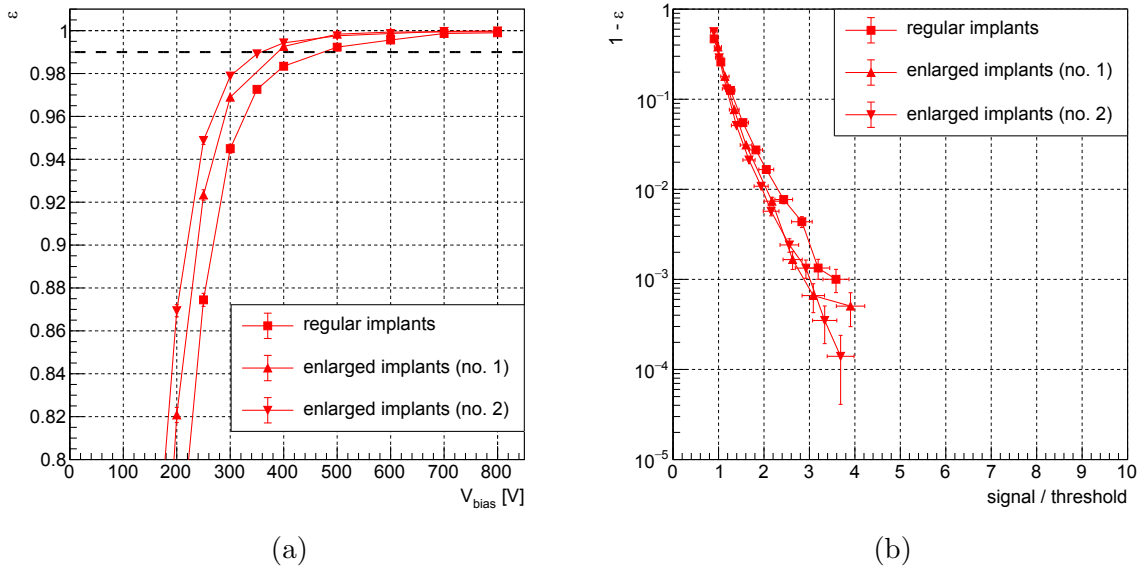 ε
1
0.98
0.96
0.94
0.92
0.9
0.88
0.86
0.84
0.82
0.8
regular implants
enlarged implants (no. 1)
enlarged implants (no. 2)
0 100 200 300 400 500 600 700 800
V_bias [V]
(a)
1 - ε
1
10⁻¹
10⁻²
10⁻³
10⁻⁴
10⁻⁵
regular implants
enlarged implants (no. 1)
enlarged implants (no. 2)
0 1 2 3 4 5 6 7 8 9 10
signal / threshold
(b)